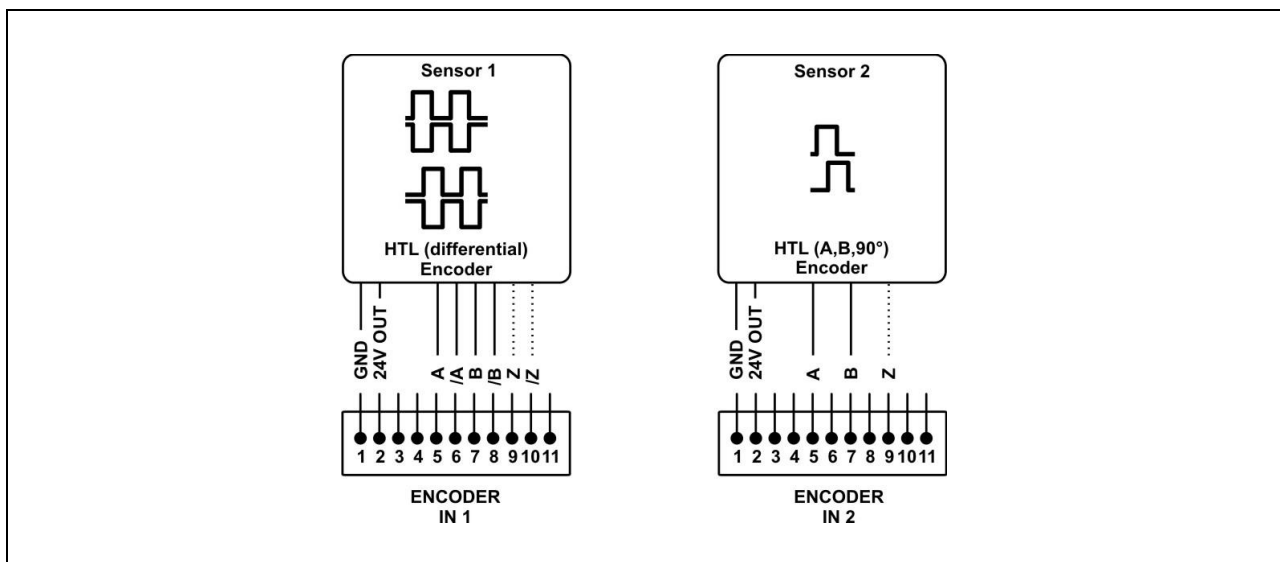 Sensor 1
HTL (differential)
Encoder
GND
24V OUT
A
/A
B
/B
Z
/Z
1 2 3 4 5 6 7 8 9 10 11
ENCODER
IN 1
Sensor 2
HTL (A,B,90°)
Encoder
GND
24V OUT
A
B
Z
1 2 3 4 5 6 7 8 9 10 11
ENCODER
IN 2